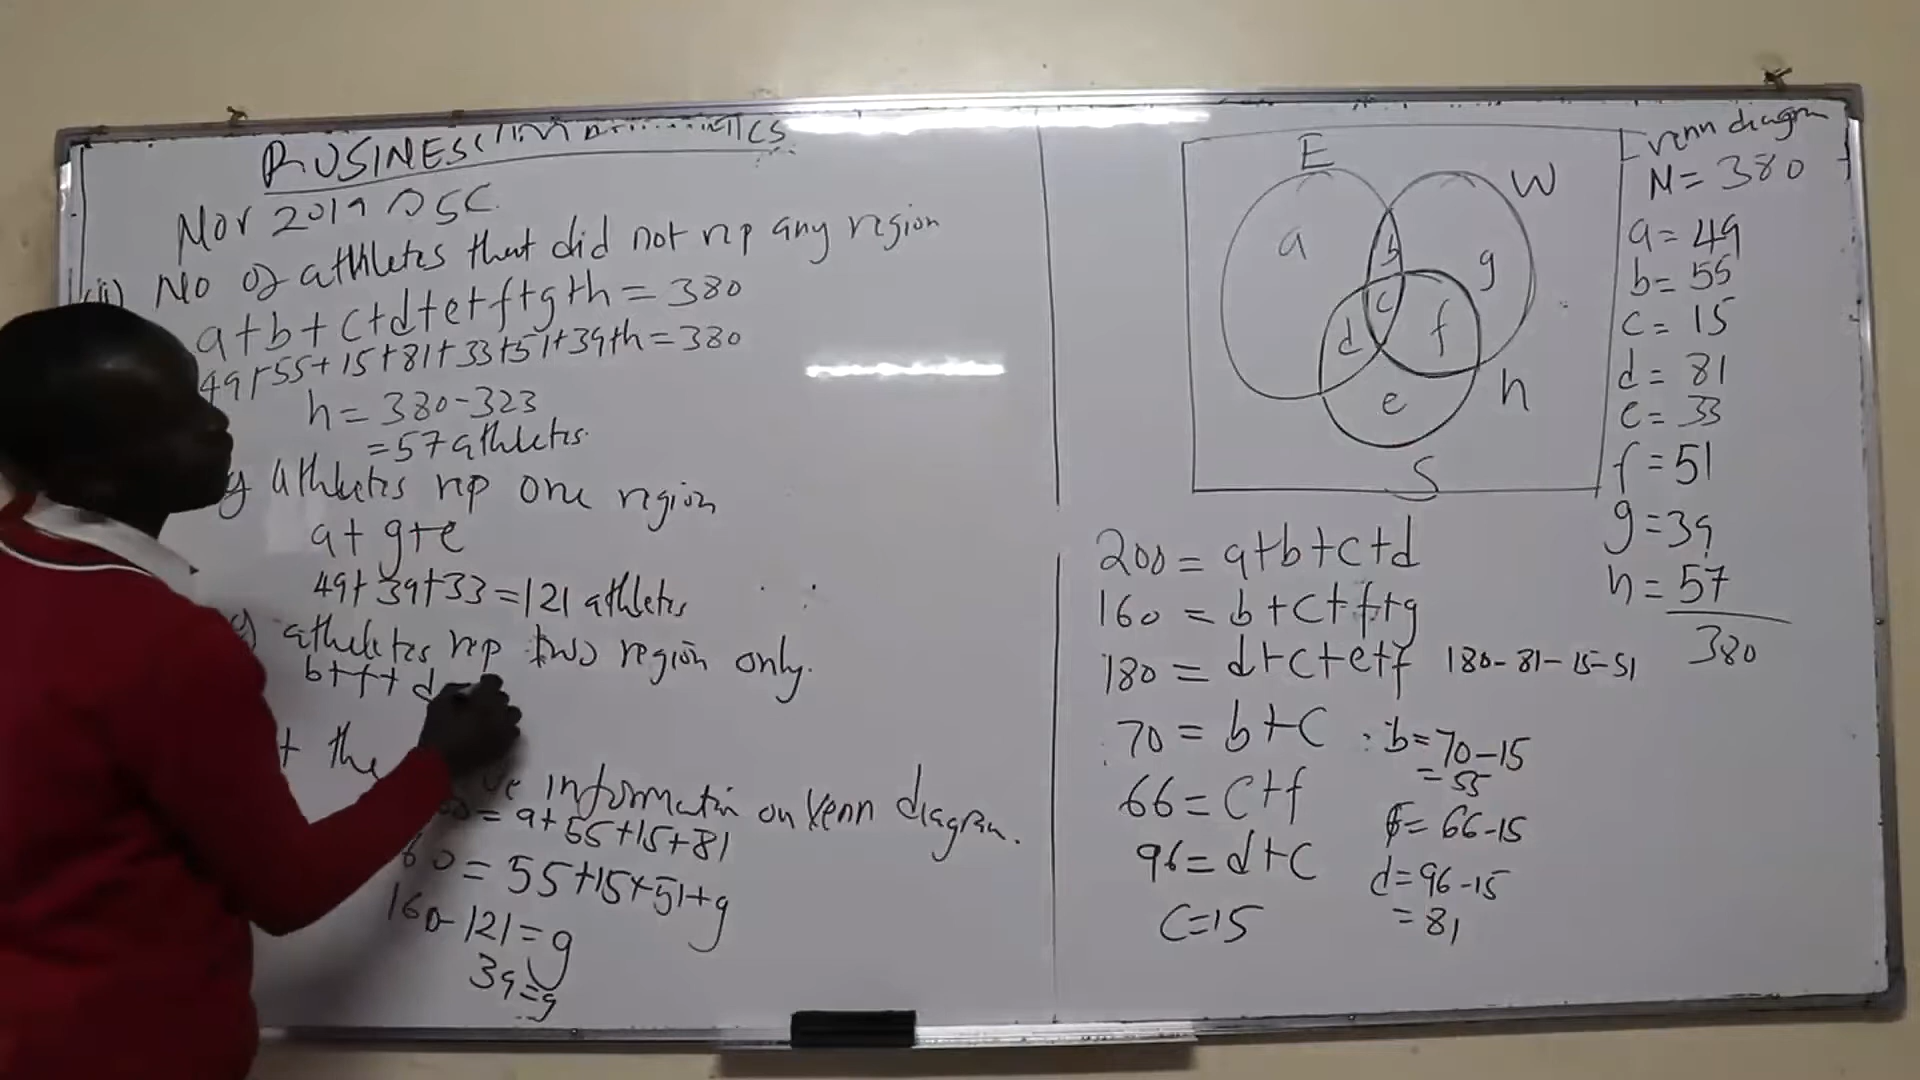 BUSINESS
NOV 2019 DSC
(ii) NO of athletes that did not rep any region
a+b+c+d+e+f+g+h = 380
49+55+15+81+33+51+39+h = 380
h = 380-323
= 57 athletes.
athletes rep one region
a+g+e
49+39+33 = 121 athletes
atheletes rep two region only.
b+f+d
the
information on Venn diagram.
= a+55+15+81
60 = 55+15+51+g
160-121 = g
39 = g
E
W
a
b
g
c
d
f
e
h
S
200 = a+b+c+d
160 = b+c+f+g
180 = d+c+e+f 180-81-15-51
70 = b+c : b = 70-15
= 55
66 = c+f
f = 66-15
96 = d+c
d = 96-15
= 81
C = 15
venn diagram
N = 380
a = 49
b = 55
c = 15
d = 81
e = 33
f = 51
g = 39
h = 57
380